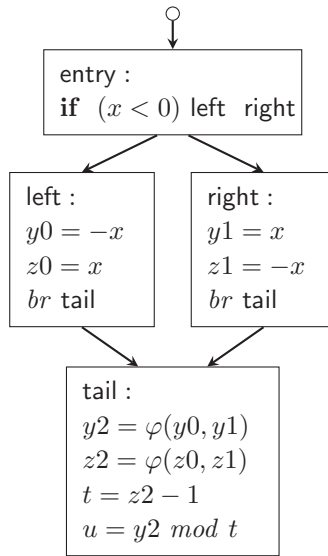 entry :
if (x < 0) left right
left :
y0 = −x
z0 = x
br tail
right :
y1 = x
z1 = −x
br tail
tail :
y2 = φ(y0, y1)
z2 = φ(z0, z1)
t = z2 − 1
u = y2 mod t